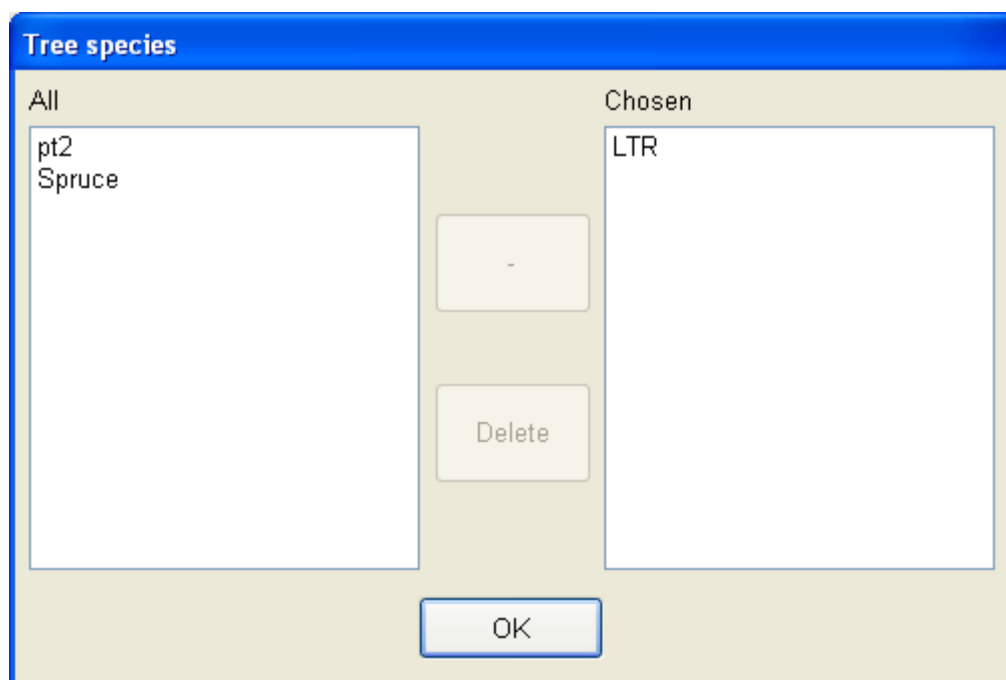 Tree species
All
Chosen
pt2
Spruce
LTR
-
Delete
OK